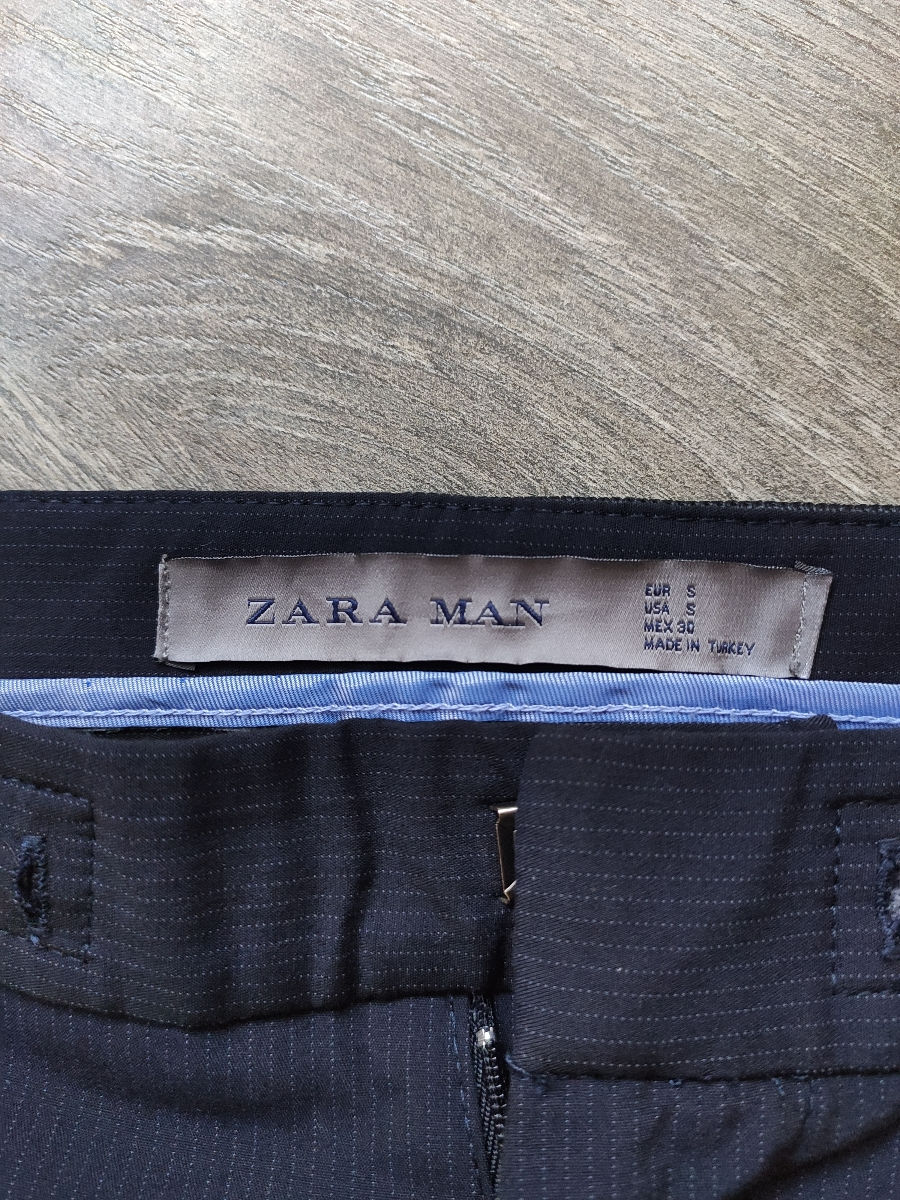 ZARA MAN
EUR S
USA S
MEX 30
MADE IN TURKEY